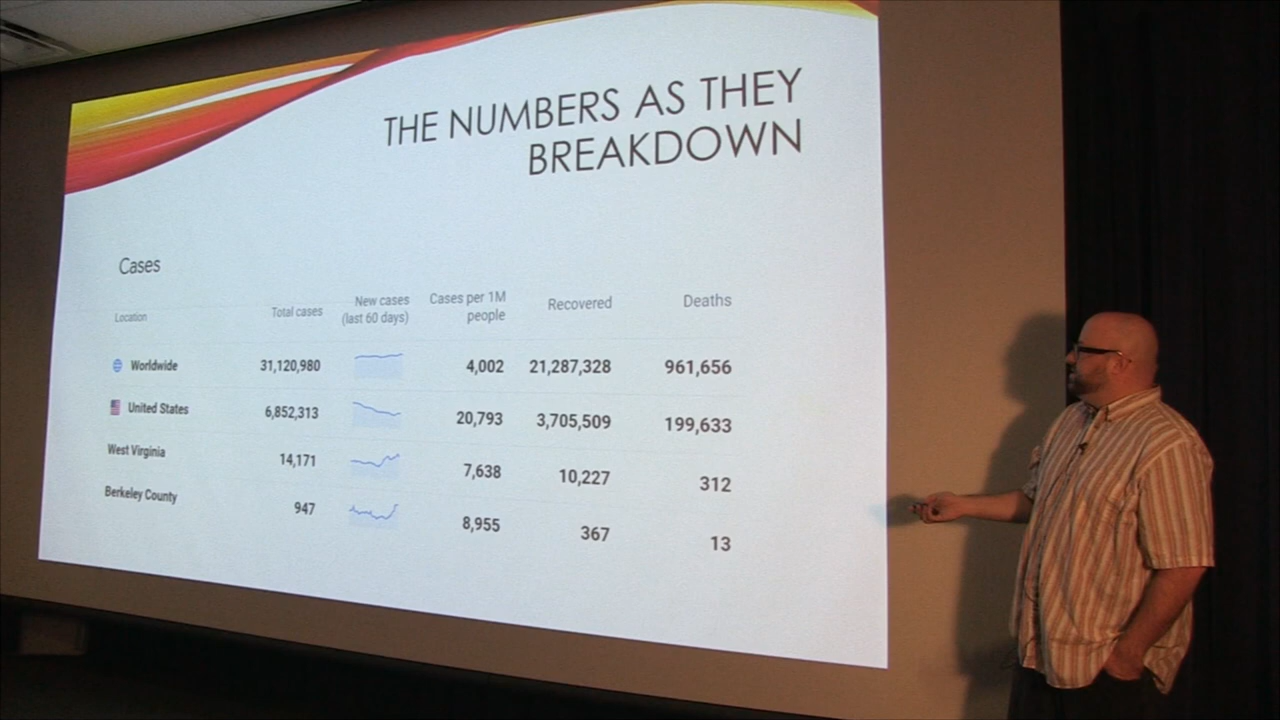 THE NUMBERS AS THEY
BREAKDOWN
Cases
Location Total cases New cases (last 60 days) Cases per 1M people Recovered Deaths
Worldwide 31,120,980 4,002 21,287,328 961,656
United States 6,852,313 20,793 3,705,509 199,633
West Virginia 14,171 7,638 10,227 312
Berkeley County 947 8,955 367 13